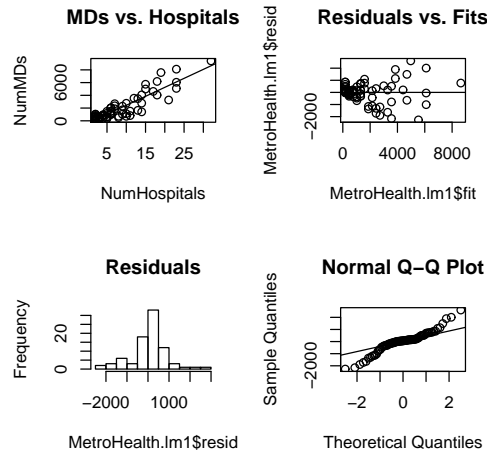 MDs vs. Hospitals
NumMDs
0
6000
5
15
25
NumHospitals
Residuals vs. Fits
MetroHealth.lm1$resid
−2000
0
4000
8000
MetroHealth.lm1$fit
Residuals
Frequency
0
20
−2000
1000
MetroHealth.lm1$resid
Normal Q−Q Plot
Sample Quantiles
−2000
−2
0
2
Theoretical Quantiles